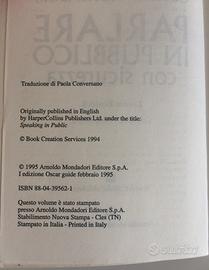 PARLARE
IN PUBBLICO
con sicurezza
Traduzione di Paola Conversano
Originally published in English
by HarperCollins Publishers Ltd. under the title:
Speaking in Public
© Book Creation Services 1994
© 1995 Arnoldo Mondadori Editore S.p.A.
I edizione Oscar guide febbraio 1995
ISBN 88-04-39562-1
Questo volume è stato stampato
presso Arnoldo Mondadori Editore S.p.A.
Stabilimento Nuova Stampa - Cles (TN)
Stampato in Italia - Printed in Italy
subito